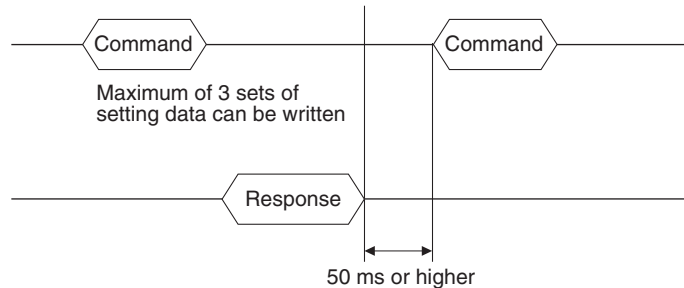 Command
Command
Maximum of 3 sets of
setting data can be written
Response
50 ms or higher